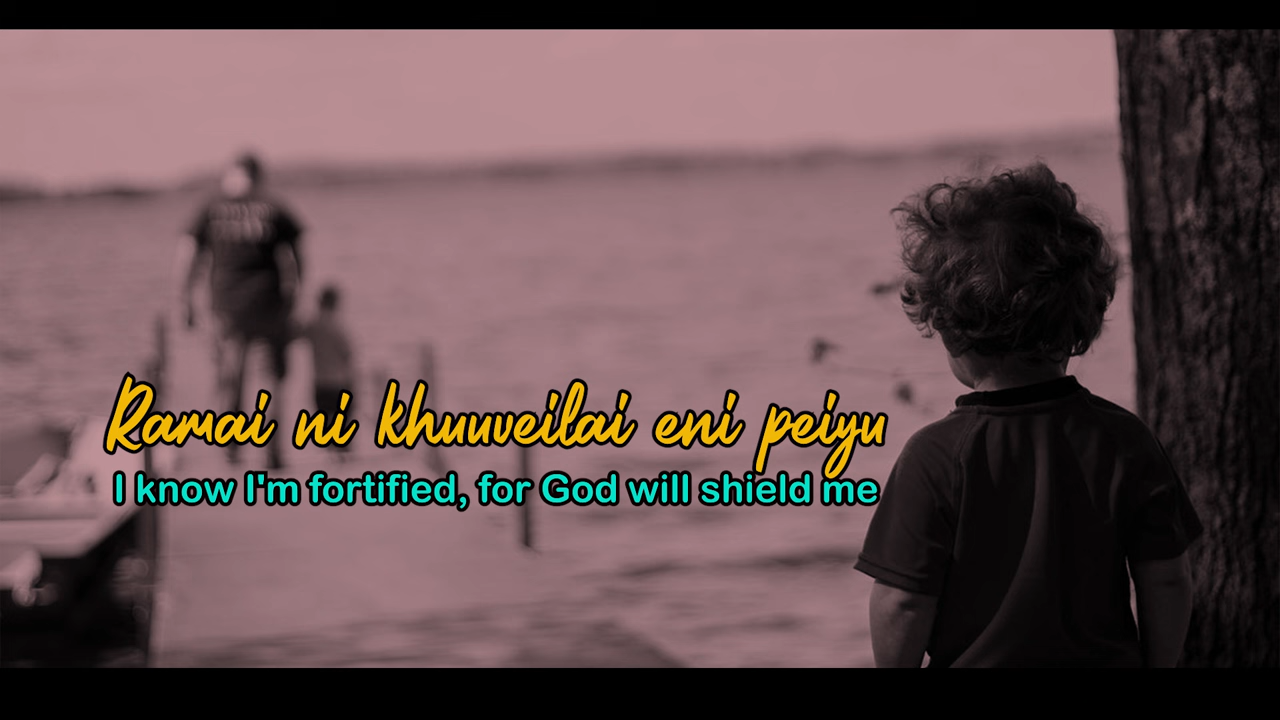 Ramai ni khuuveilai eni peiyu
I know I'm fortified, for God will shield me